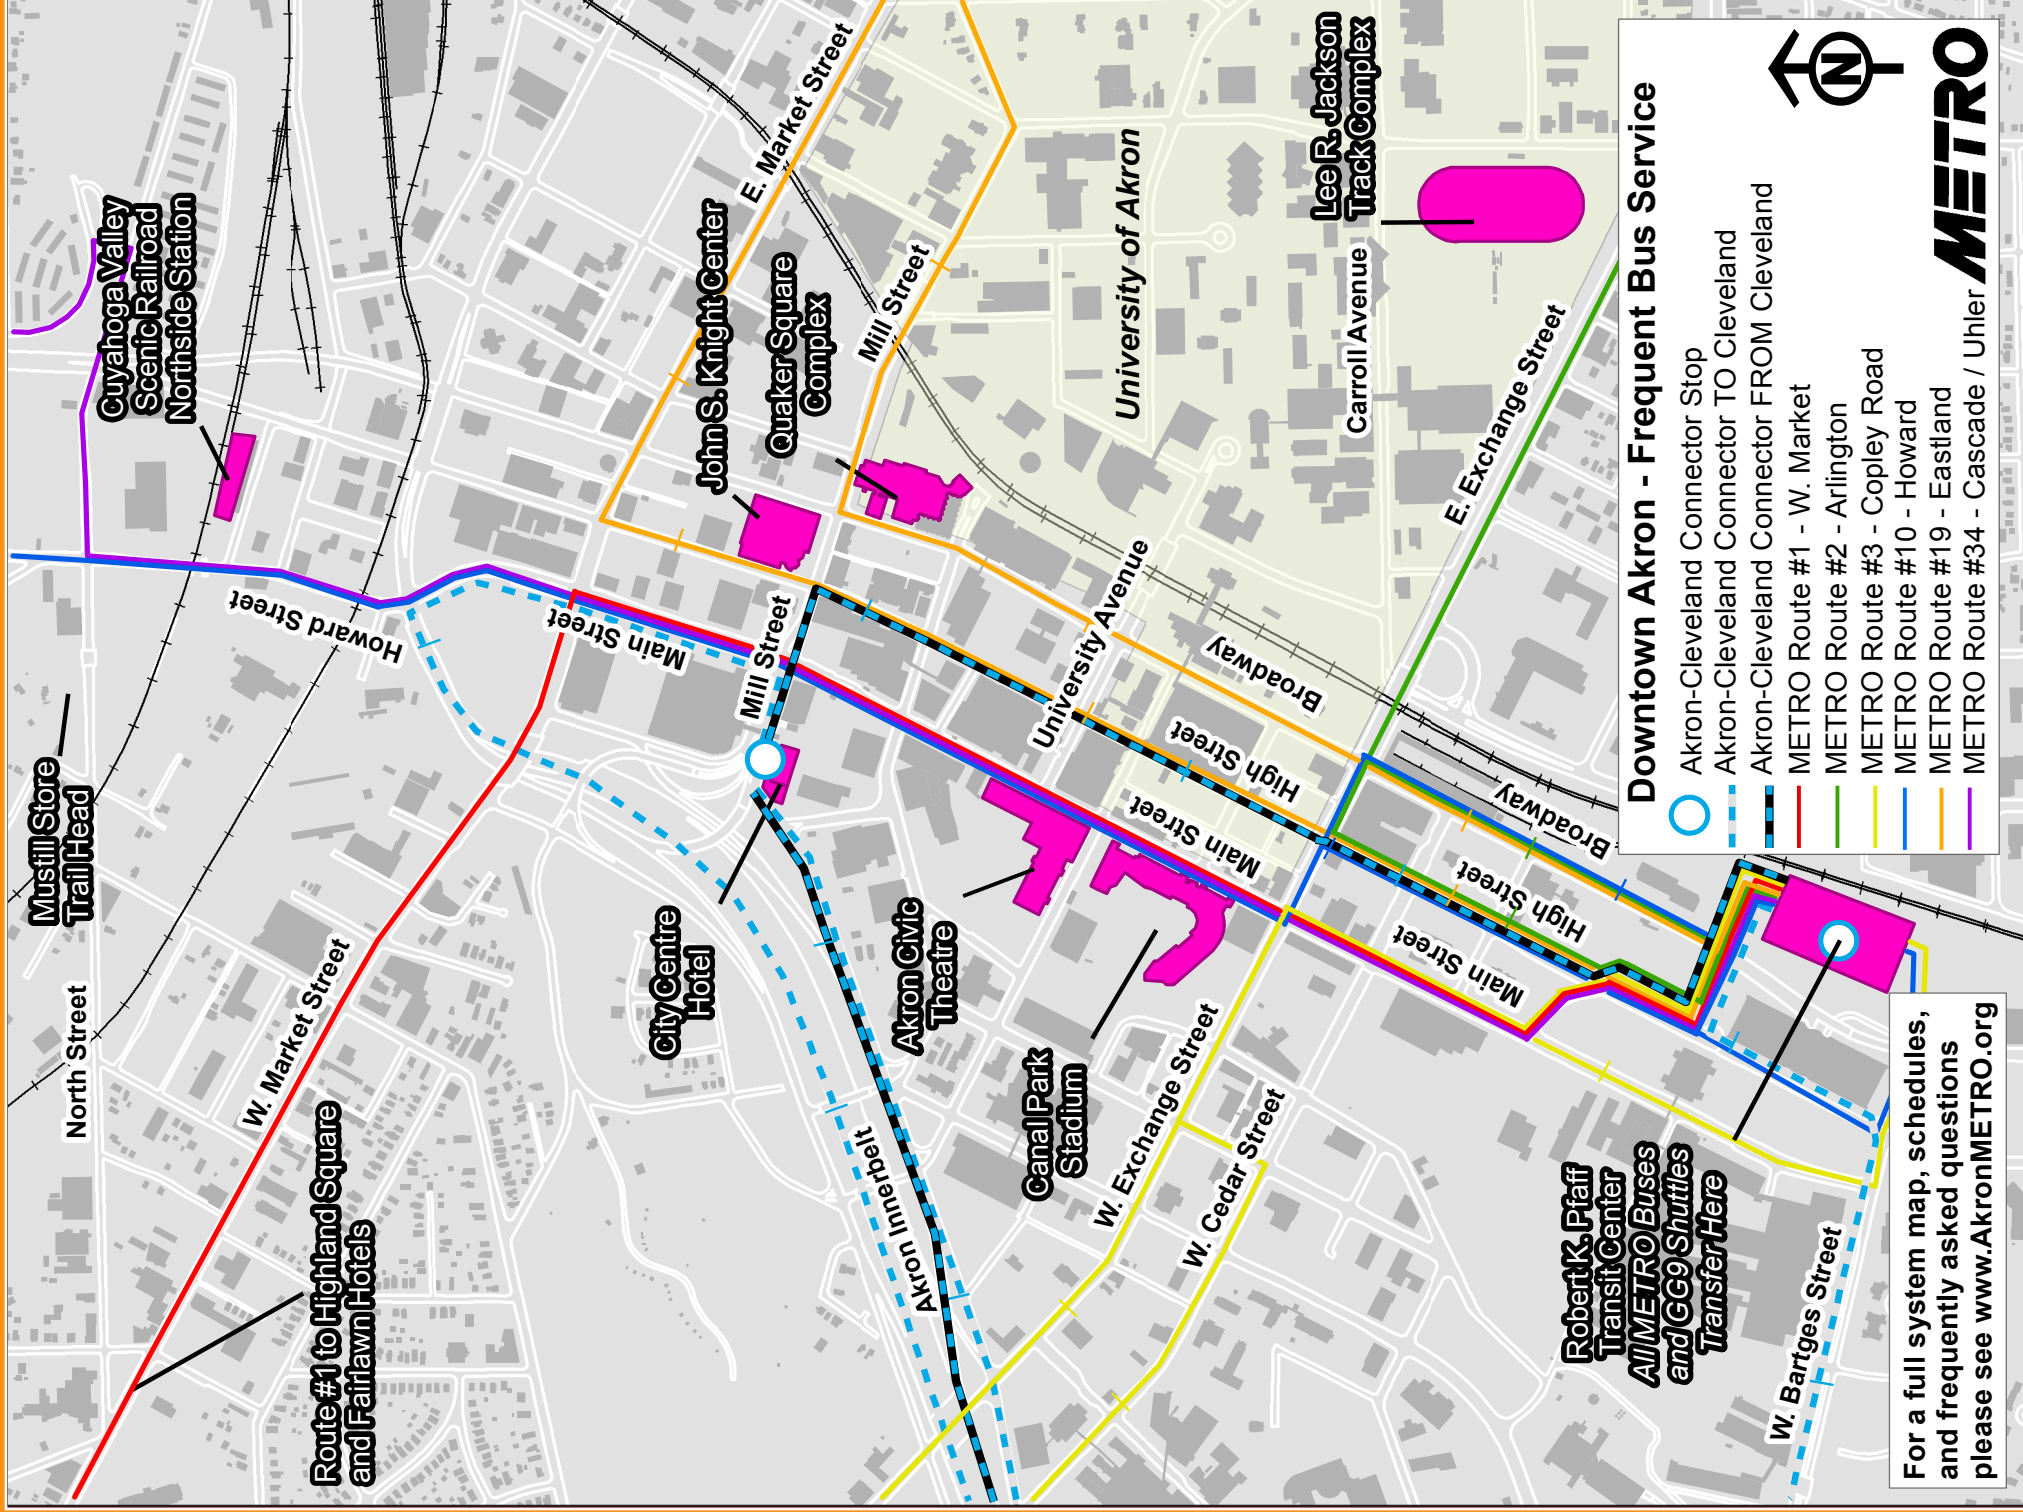 Mustill Store
Trail Head
North Street
Cuyahoga Valley
Scenic Railroad
Northside Station
Howard Street
W. Market Street
Route #1 to Highland Square
and Fairlawn Hotels
Main Street
E. Market Street
John S. Knight Center
Quaker Square
Complex
Mill Street
Mill Street
City Centre
Hotel
Akron Innerbelt
Akron Civic
Theatre
University Avenue
University of Akron
Canal Park
Stadium
Main Street
High Street
Broadway
Lee R. Jackson
Track Complex
Carroll Avenue
E. Exchange Street
W. Exchange Street
W. Cedar Street
Main Street
High Street
Broadway
Robert K. Pfaff
Transit Center
All METRO Buses
and GG9 Shuttles
Transfer Here
W. Bartges Street
Downtown Akron - Frequent Bus Service
Akron-Cleveland Connector Stop
Akron-Cleveland Connector TO Cleveland
Akron-Cleveland Connector FROM Cleveland
METRO Route #1 - W. Market
METRO Route #2 - Arlington
METRO Route #3 - Copley Road
METRO Route #10 - Howard
METRO Route #19 - Eastland
METRO Route #34 - Cascade / Uhler
N
METRO
For a full system map, schedules,
and frequently asked questions
please see www.AkronMETRO.org